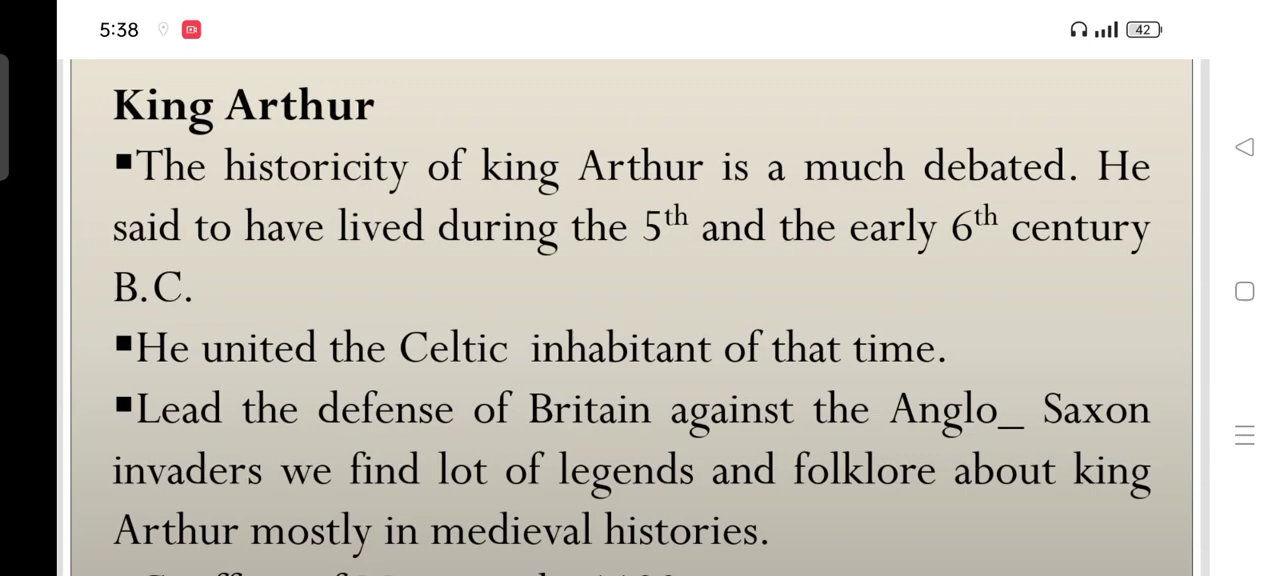 5:38
42
King Arthur
▪The historicity of king Arthur is a much debated. He
said to have lived during the 5th and the early 6th century
B.C.
▪He united the Celtic inhabitant of that time.
▪Lead the defense of Britain against the Anglo_ Saxon
invaders we find lot of legends and folklore about king
Arthur mostly in medieval histories.